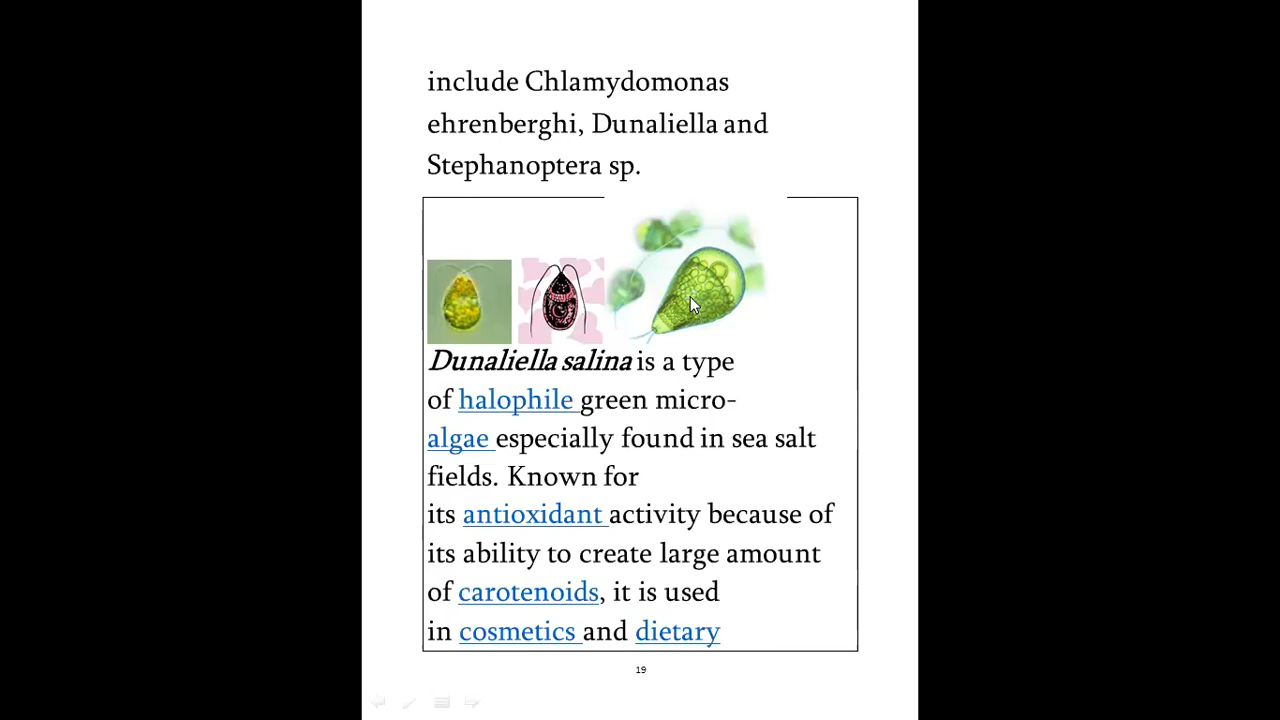 include Chlamydomonas
ehrenberghi, Dunaliella and
Stephanoptera sp.
Dunaliella salina is a type
of halophile green micro-
algae especially found in sea salt
fields. Known for
its antioxidant activity because of
its ability to create large amount
of carotenoids, it is used
in cosmetics and dietary
19